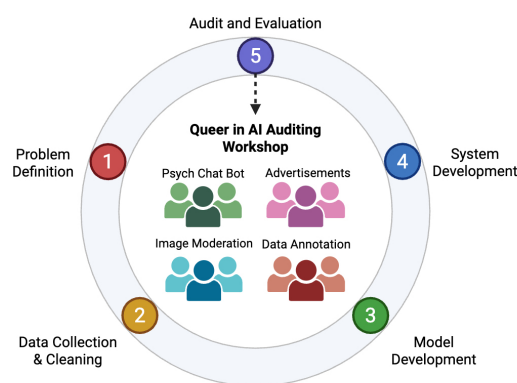 Audit and Evaluation
5
Queer in AI Auditing
Workshop
1
Problem
Definition
4
System
Development
Psych Chat Bot
Advertisements
Image Moderation
Data Annotation
2
Data Collection
& Cleaning
3
Model
Development